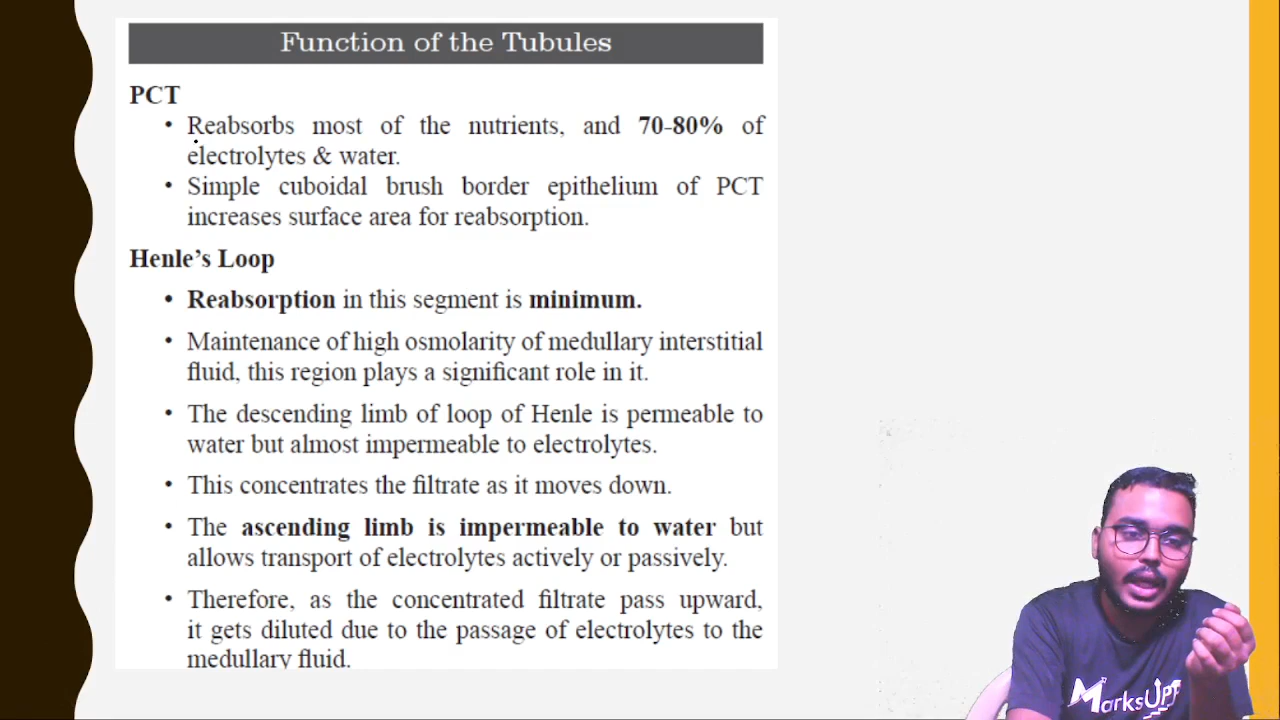 Function of the Tubules
PCT
• Reabsorbs most of the nutrients, and 70-80% of
electrolytes & water.
• Simple cuboidal brush border epithelium of PCT
increases surface area for reabsorption.
Henle's Loop
• Reabsorption in this segment is minimum.
• Maintenance of high osmolarity of medullary interstitial
fluid, this region plays a significant role in it.
• The descending limb of loop of Henle is permeable to
water but almost impermeable to electrolytes.
• This concentrates the filtrate as it moves down.
• The ascending limb is impermeable to water but
allows transport of electrolytes actively or passively.
• Therefore, as the concentrated filtrate pass upward,
it gets diluted due to the passage of electrolytes to the
medullary fluid.
MarksUP